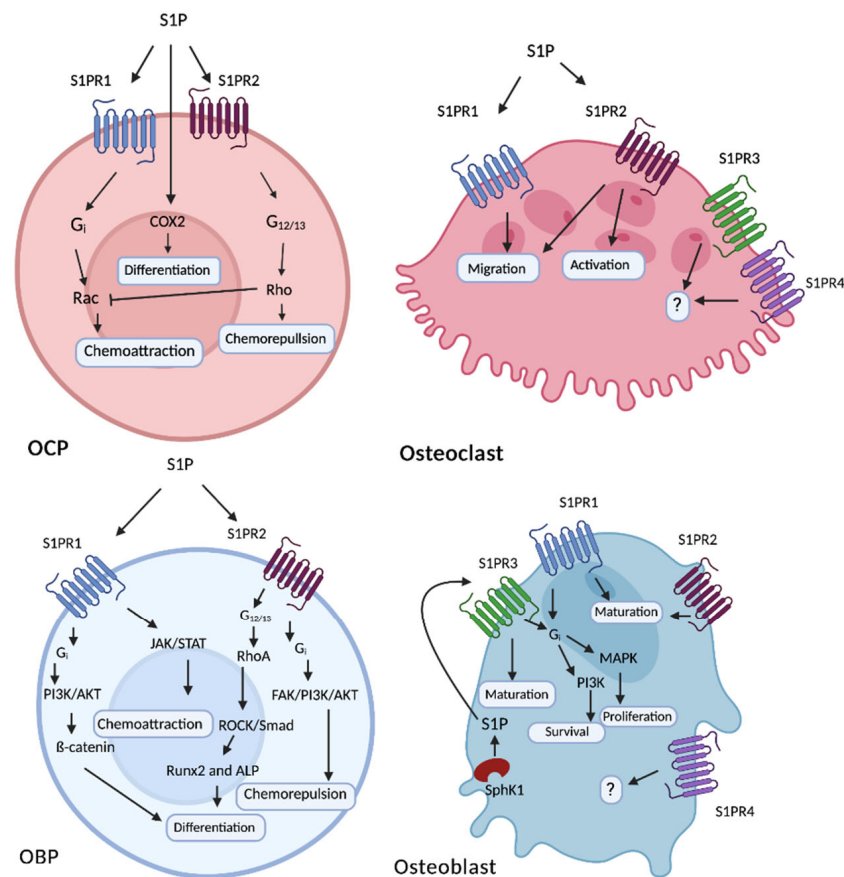 S1P
S1PR1
S1PR2
Gi
COX2
G12/13
Differentiation
Rac
Rho
Chemoattraction
Chemorepullsion
OCP
S1P
S1PR1
S1PR2
S1PR3
S1PR4
Migration
Activation
?
Osteoclast
S1P
S1PR1
S1PR2
Gi
JAK/STAT
G12/13
Gi
RhoA
PI3K/AKT
FAK/PI3K/AKT
Chemoattraction
ROCK/Smad
ß-catenin
Runx2 and ALP
Chemorepulsion
Differentiation
OBP
S1PR1
S1PR2
S1PR3
Maturation
Gi
MAPK
PI3K
Maturation
Proliferation
S1P
Survival
SphK1
?
S1PR4
Osteoblast